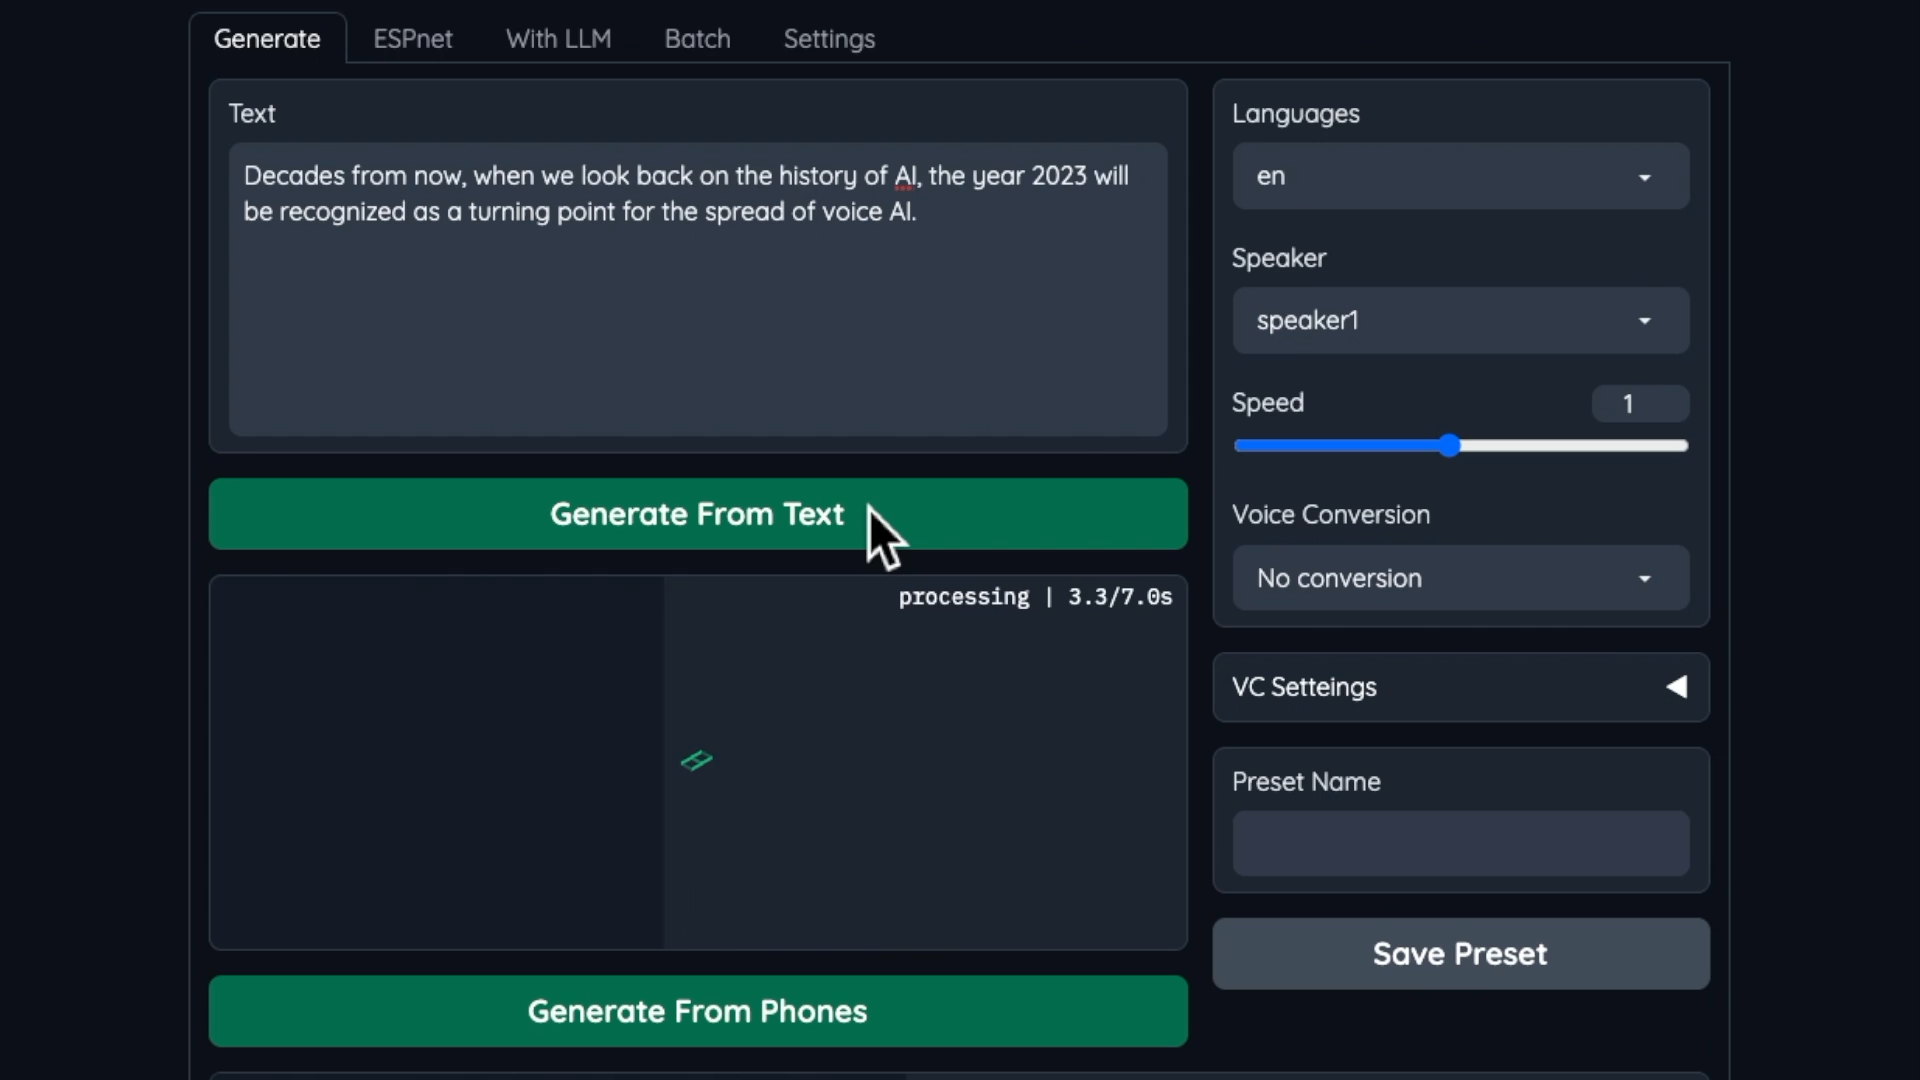 Generate ESPnet With LLM Batch Settings
Text
Decades from now, when we look back on the history of AI, the year 2023 will
be recognized as a turning point for the spread of voice AI.
Generate From Text
processing | 3.3/7.0s
Generate From Phones
Languages
en
Speaker
speaker1
Speed 1
Voice Conversion
No conversion
VC Setteings
Preset Name
Save Preset